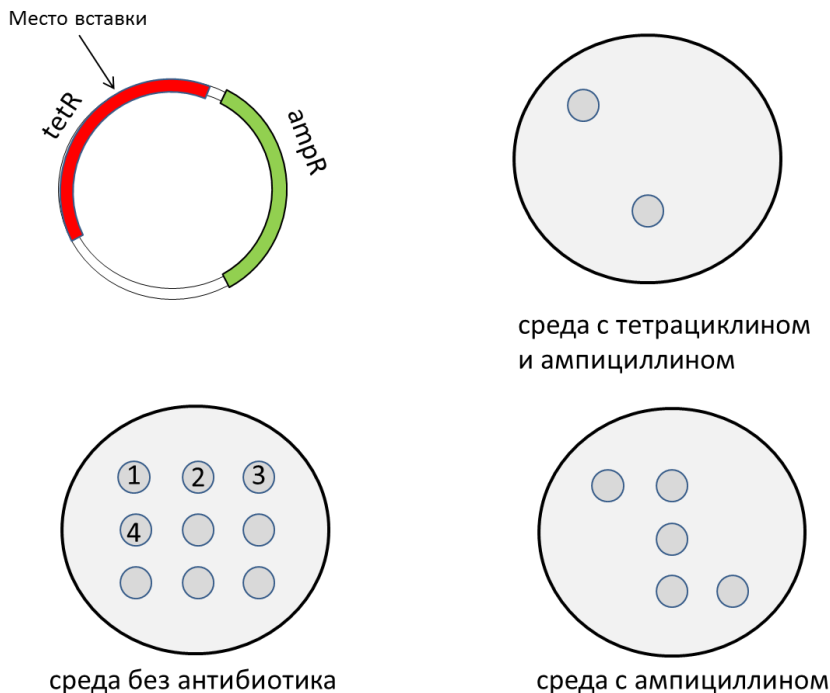 Место вставки
tetR
ampR
среда с тетрациклином
и ампициллином
1 2 3
4
среда без антибиотика
среда с ампициллином